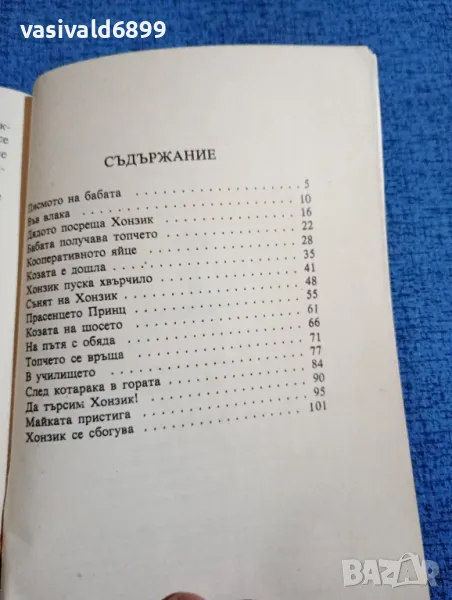 vasivald6899
СЪДЪРЖАНИЕ
Писмото на бабата . . . . . . . . . . . . 5
Във влака . . . . . . . . . . . . 10
Дядото посреща Хонзик . . . . . . . . . . 16
Бабата получава топчето . . . . . . . . . . 22
Кооперативното яйце . . . . . . . . . . 28
Козата е дошла . . . . . . . . . . . . 35
Хонзик пуска хвърчило . . . . . . . . . . 41
Сънят на Хонзик . . . . . . . . . . . . 48
Прасенцето Принц . . . . . . . . . . . . 55
Козата на шосето . . . . . . . . . . . . 61
На пътя с обяда . . . . . . . . . . . . 66
Топчето се връща . . . . . . . . . . . . 71
В училището . . . . . . . . . . . . 77
След котарака в гората . . . . . . . . . . 84
Да търсим Хонзик! . . . . . . . . . . . . 90
Майката пристига . . . . . . . . . . . . 95
Хонзик се сбогува . . . . . . . . . . . . 101
BAZAR